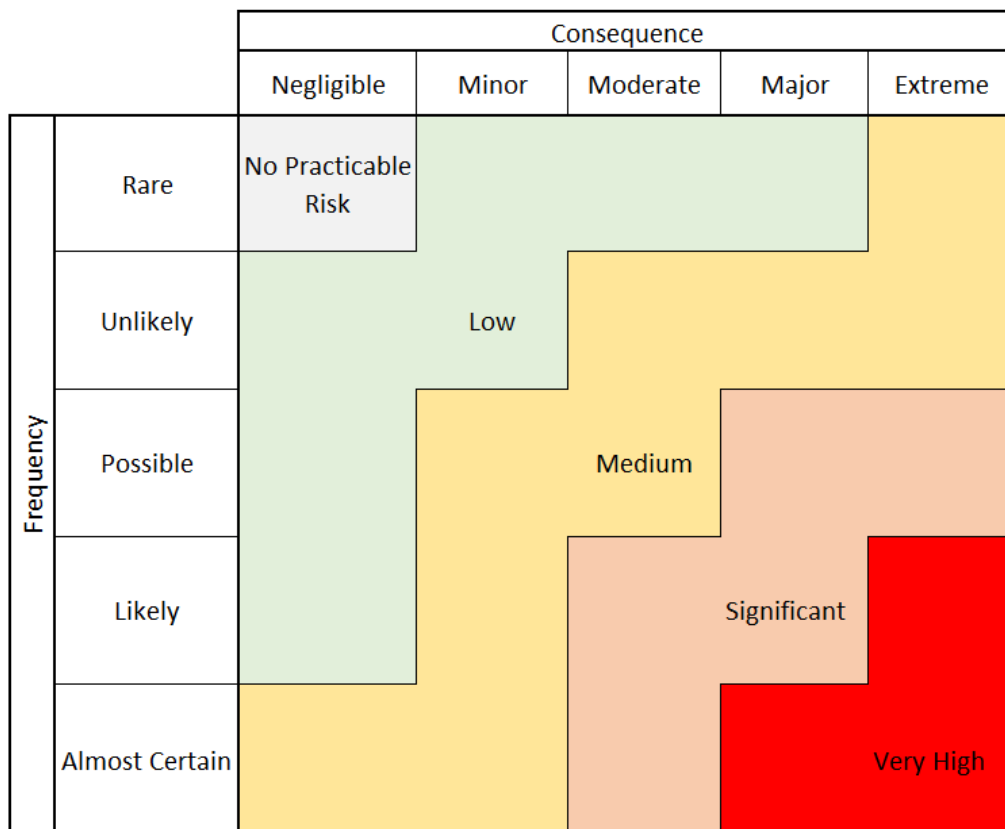 Consequence
Negligible Minor Moderate Major Extreme
Frequency
Rare
No Practicable
Risk
Unlikely
Low
Possible
Medium
Likely
Significant
Almost Certain
Very High